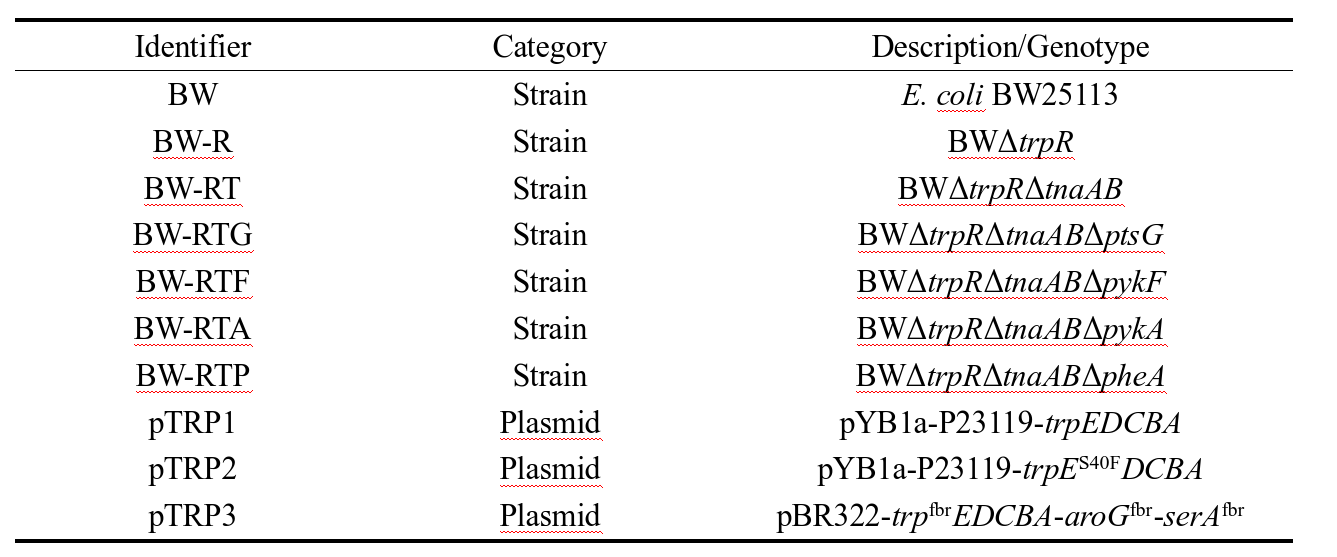 Identifier Category Description/Genotype
BW Strain E. coli BW25113
BW-R Strain BWΔtrpR
BW-RT Strain BWΔtrpRΔtnaAB
BW-RTG Strain BWΔtrpRΔtnaABΔptsG
BW-RTF Strain BWΔtrpRΔtnaABΔpykF
BW-RTA Strain BWΔtrpRΔtnaABΔpykA
BW-RTP Strain BWΔtrpRΔtnaABΔpheA
pTRP1 Plasmid pYB1a-P23119-trpEDCBA
pTRP2 Plasmid pYB1a-P23119-trpE^S40F DCBA
pTRP3 Plasmid pBR322-trp^fbr EDCBA-aroG^fbr-serA^fbr